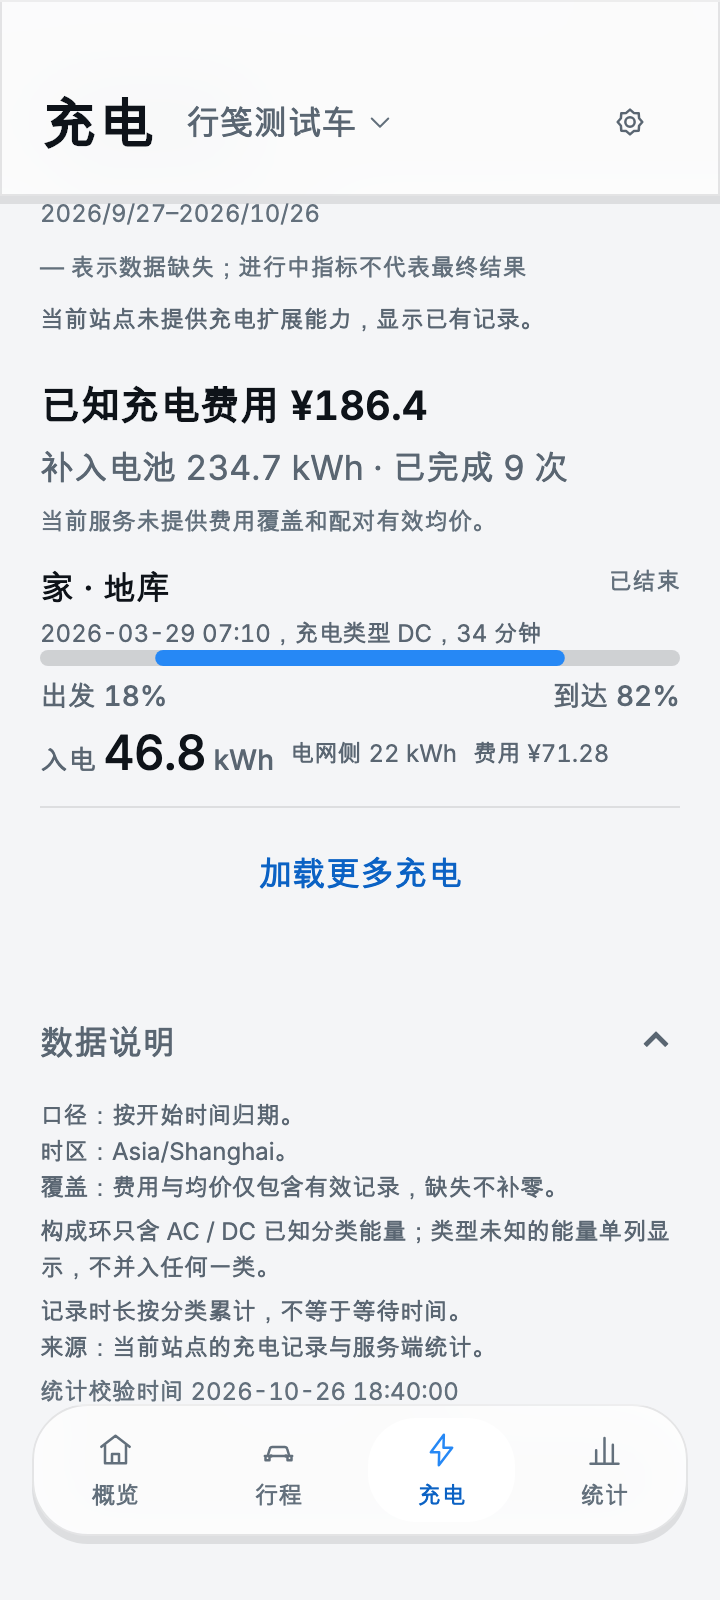 充电 行笺测试车
2026/9/27–2026/10/26
— 表示数据缺失；进行中指标不代表最终结果
当前站点未提供充电扩展能力，显示已有记录。
已知充电费用 ¥186.4
补入电池 234.7 kWh · 已完成 9 次
当前服务未提供费用覆盖和配对有效均价。
家 · 地库 已结束
2026-03-29 07:10，充电类型 DC，34 分钟
出发 18% 到达 82%
入电 46.8 kWh 电网侧 22 kWh 费用 ¥71.28
加载更多充电
数据说明
口径：按开始时间归期。
时区：Asia/Shanghai。
覆盖：费用与均价仅包含有效记录，缺失不补零。
构成环只含 AC / DC 已知分类能量；类型未知的能量单列显
示，不并入任何一类。
记录时长按分类累计，不等于等待时间。
来源：当前站点的充电记录与服务端统计。
统计校验时间 2026-10-26 18:40:00
概览 行程 充电 统计